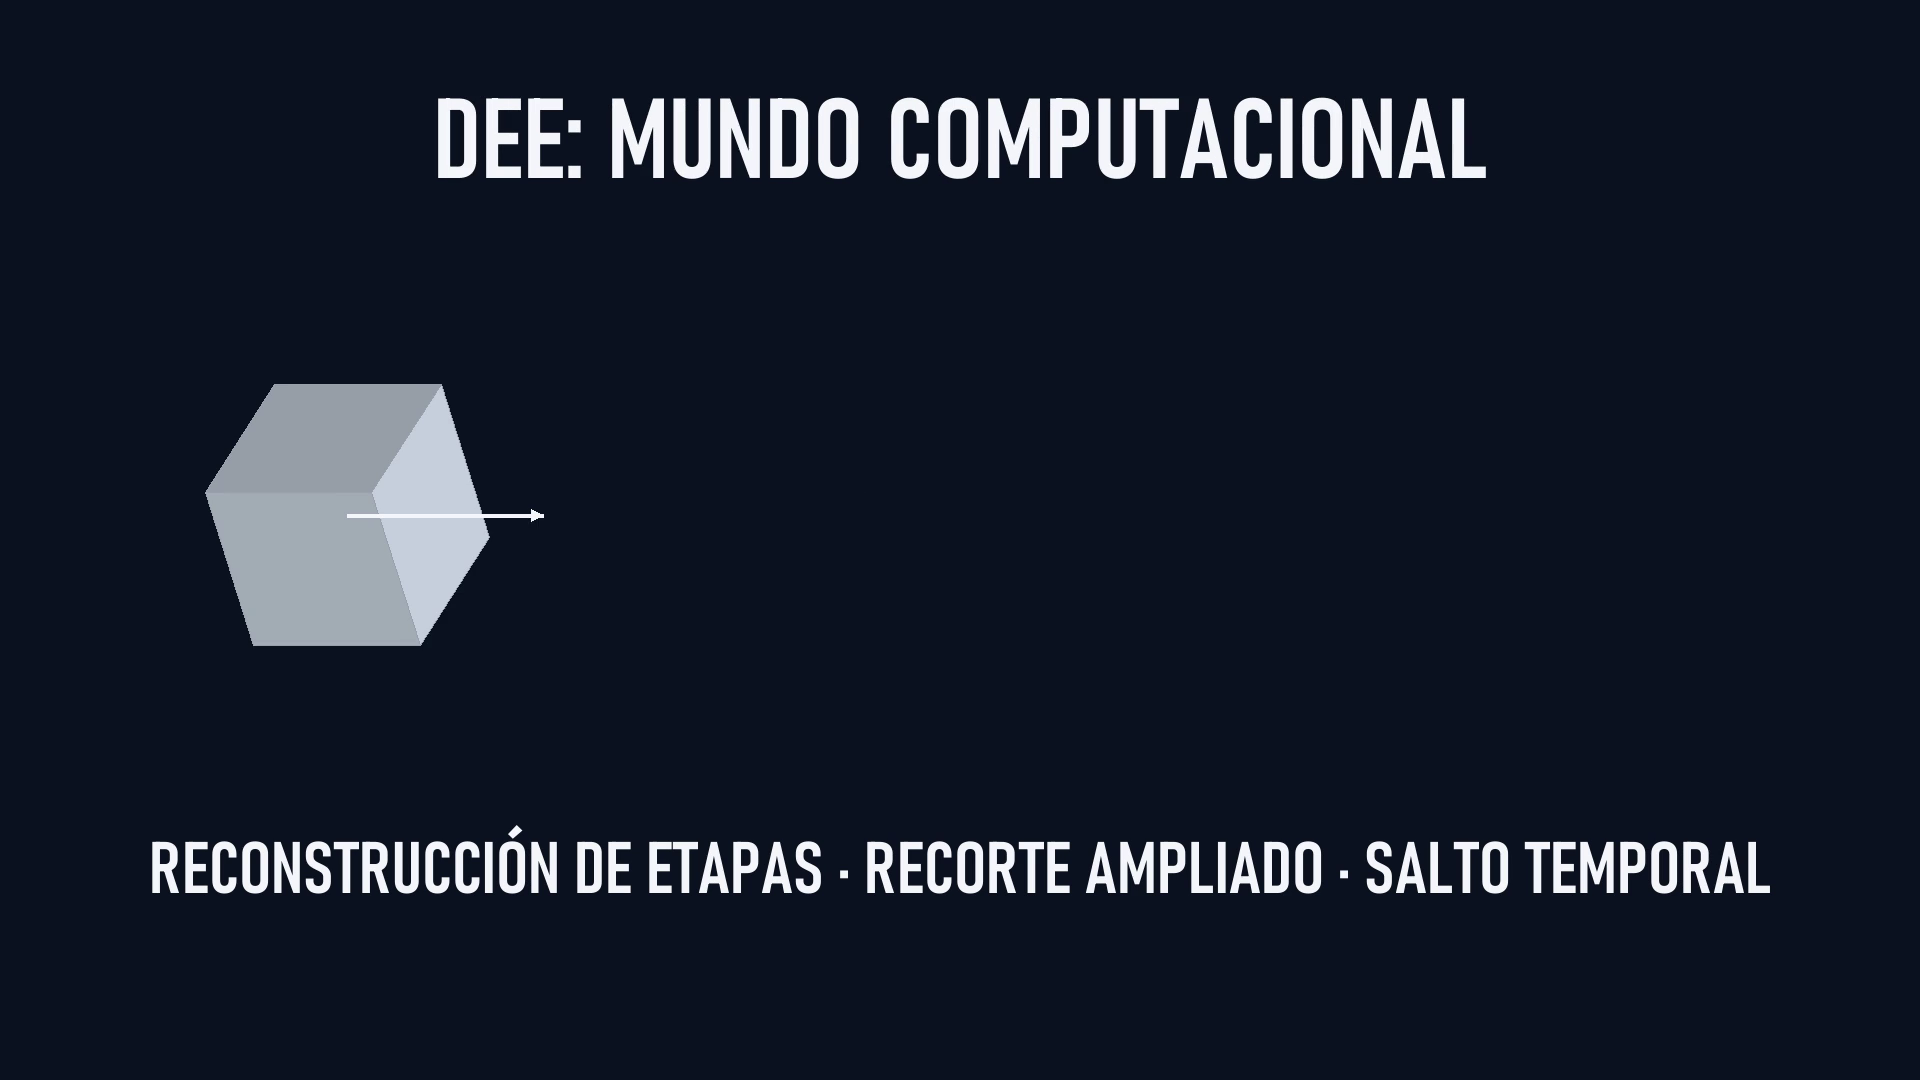 DEE: MUNDO COMPUTACIONAL
RECONSTRUCCIÓN DE ETAPAS · RECORTE AMPLIADO · SALTO TEMPORAL